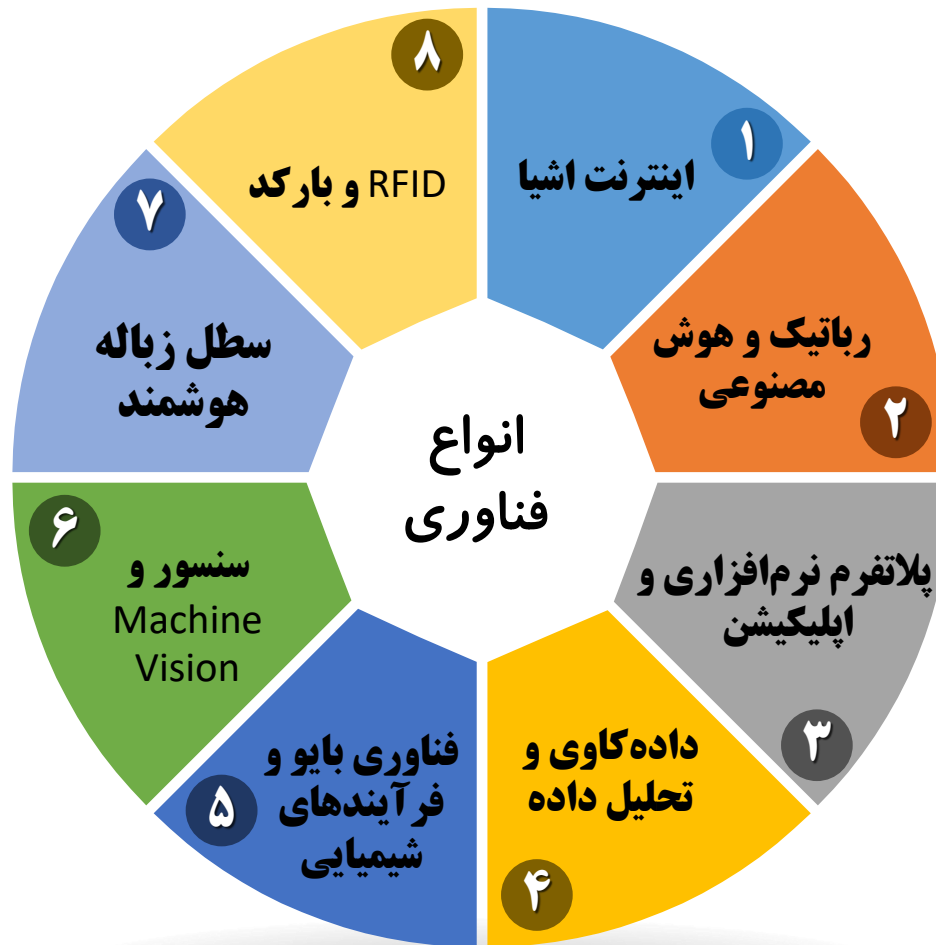 انواع
فناوری
۱
اینترنت اشیا
۲
رباتیک و هوش
مصنوعی
۳
پلاتفرم نرم‌افزاری و
اپلیکیشن
۴
داده‌کاوی و
تحلیل داده
۵
فناوری بایو و
فرآیندهای
شیمیایی
۶
سنسور و
Machine
Vision
۷
سطل زباله
هوشمند
۸
RFID و بارکد